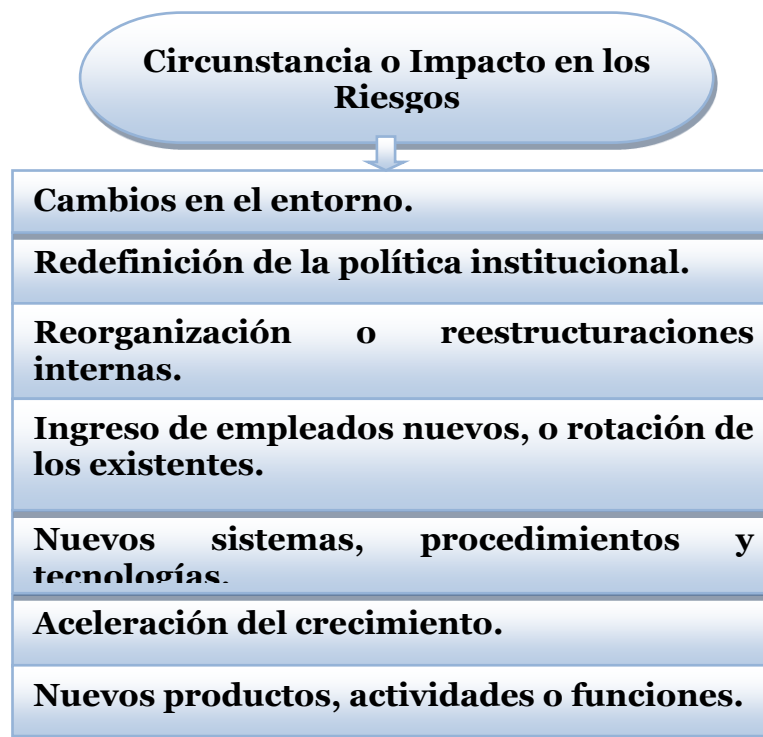 Circunstancia o Impacto en los
Riesgos
Cambios en el entorno.
Redefinición de la política institucional.
Reorganización o reestructuraciones
internas.
Ingreso de empleados nuevos, o rotación de
los existentes.
Nuevos sistemas, procedimientos y
tecnologías.
Aceleración del crecimiento.
Nuevos productos, actividades o funciones.